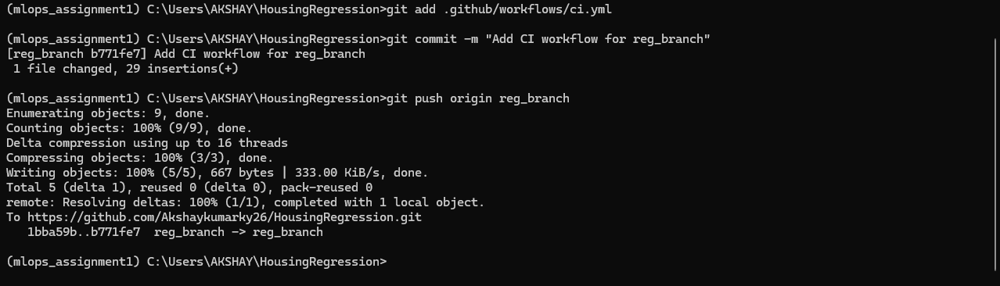 (mlops_assignment1) C:\Users\AKSHAY\HousingRegression>git add .github/workflows/ci.yml
(mlops_assignment1) C:\Users\AKSHAY\HousingRegression>git commit -m "Add CI workflow for reg_branch"
[reg_branch b771fe7] Add CI workflow for reg_branch
 1 file changed, 29 insertions(+)
(mlops_assignment1) C:\Users\AKSHAY\HousingRegression>git push origin reg_branch
Enumerating objects: 9, done.
Counting objects: 100% (9/9), done.
Delta compression using up to 16 threads
Compressing objects: 100% (3/3), done.
Writing objects: 100% (5/5), 667 bytes | 333.00 KiB/s, done.
Total 5 (delta 1), reused 0 (delta 0), pack-reused 0
remote: Resolving deltas: 100% (1/1), completed with 1 local object.
To https://github.com/Akshaykumarky26/HousingRegression.git
   1bba59b..b771fe7  reg_branch -> reg_branch
(mlops_assignment1) C:\Users\AKSHAY\HousingRegression>